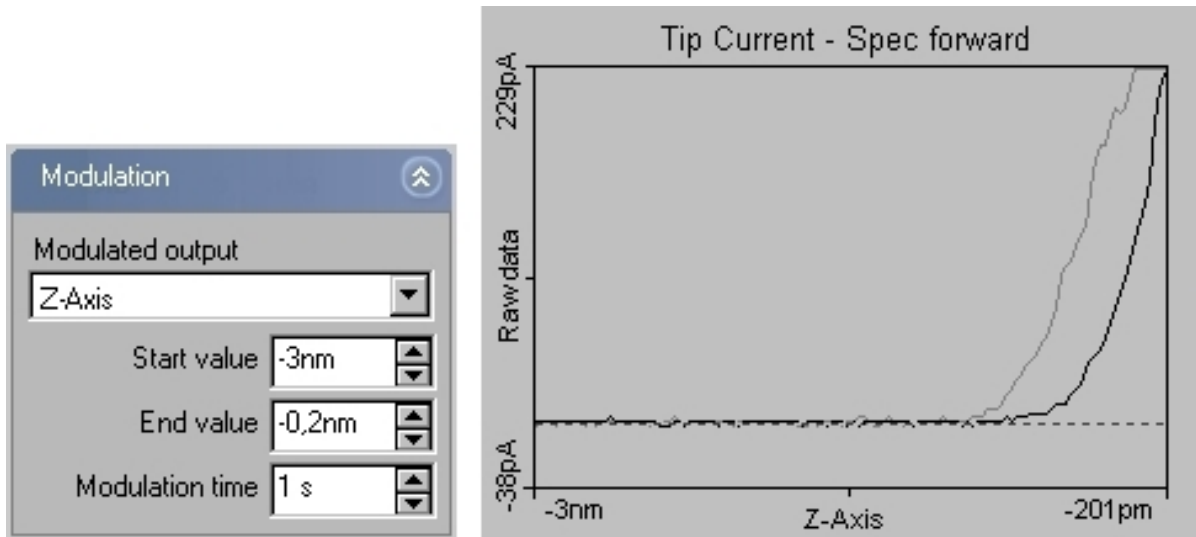 Modulation
Modulated output
Z-Axis
Start value -3nm
End value -0,2nm
Modulation time 1 s
Tip Current - Spec forward
229pA
Raw data
-38pA
-3nm
Z-Axis
-201pm